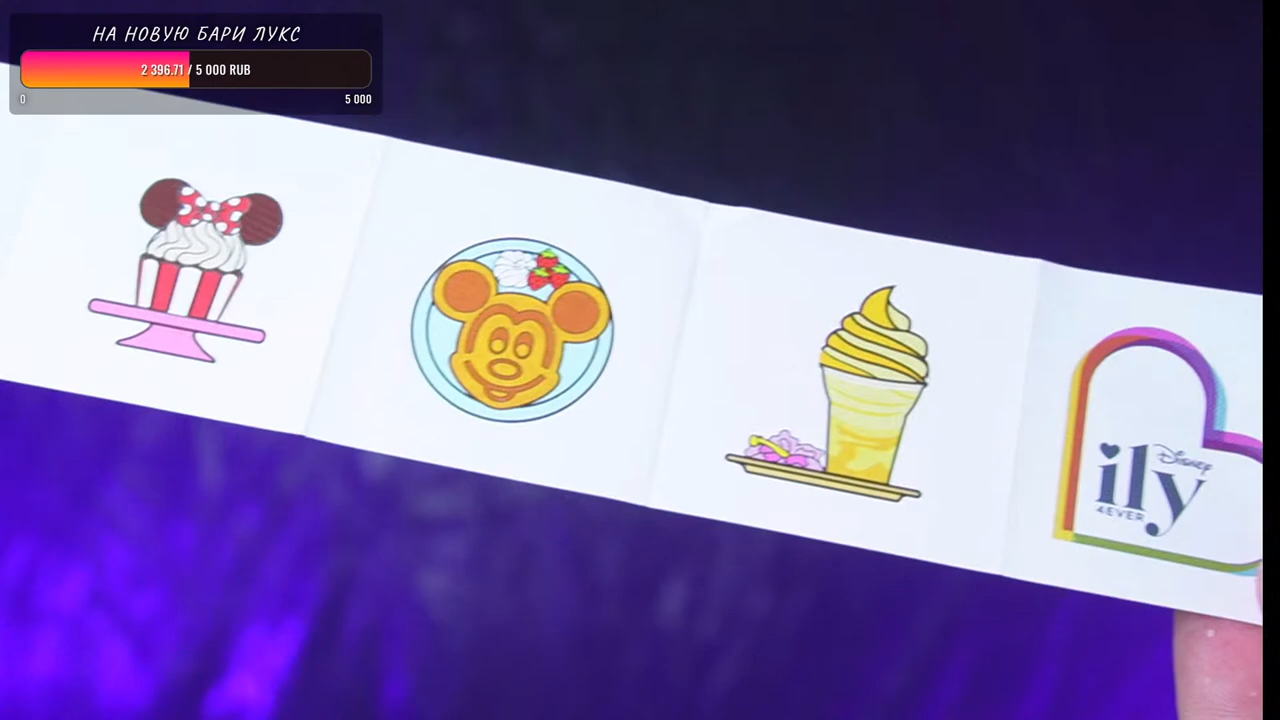 НА НОВУЮ БАРИ ЛУКС
2 396.71 / 5 000 RUB
0
5 000
Disney
ily
4EVER